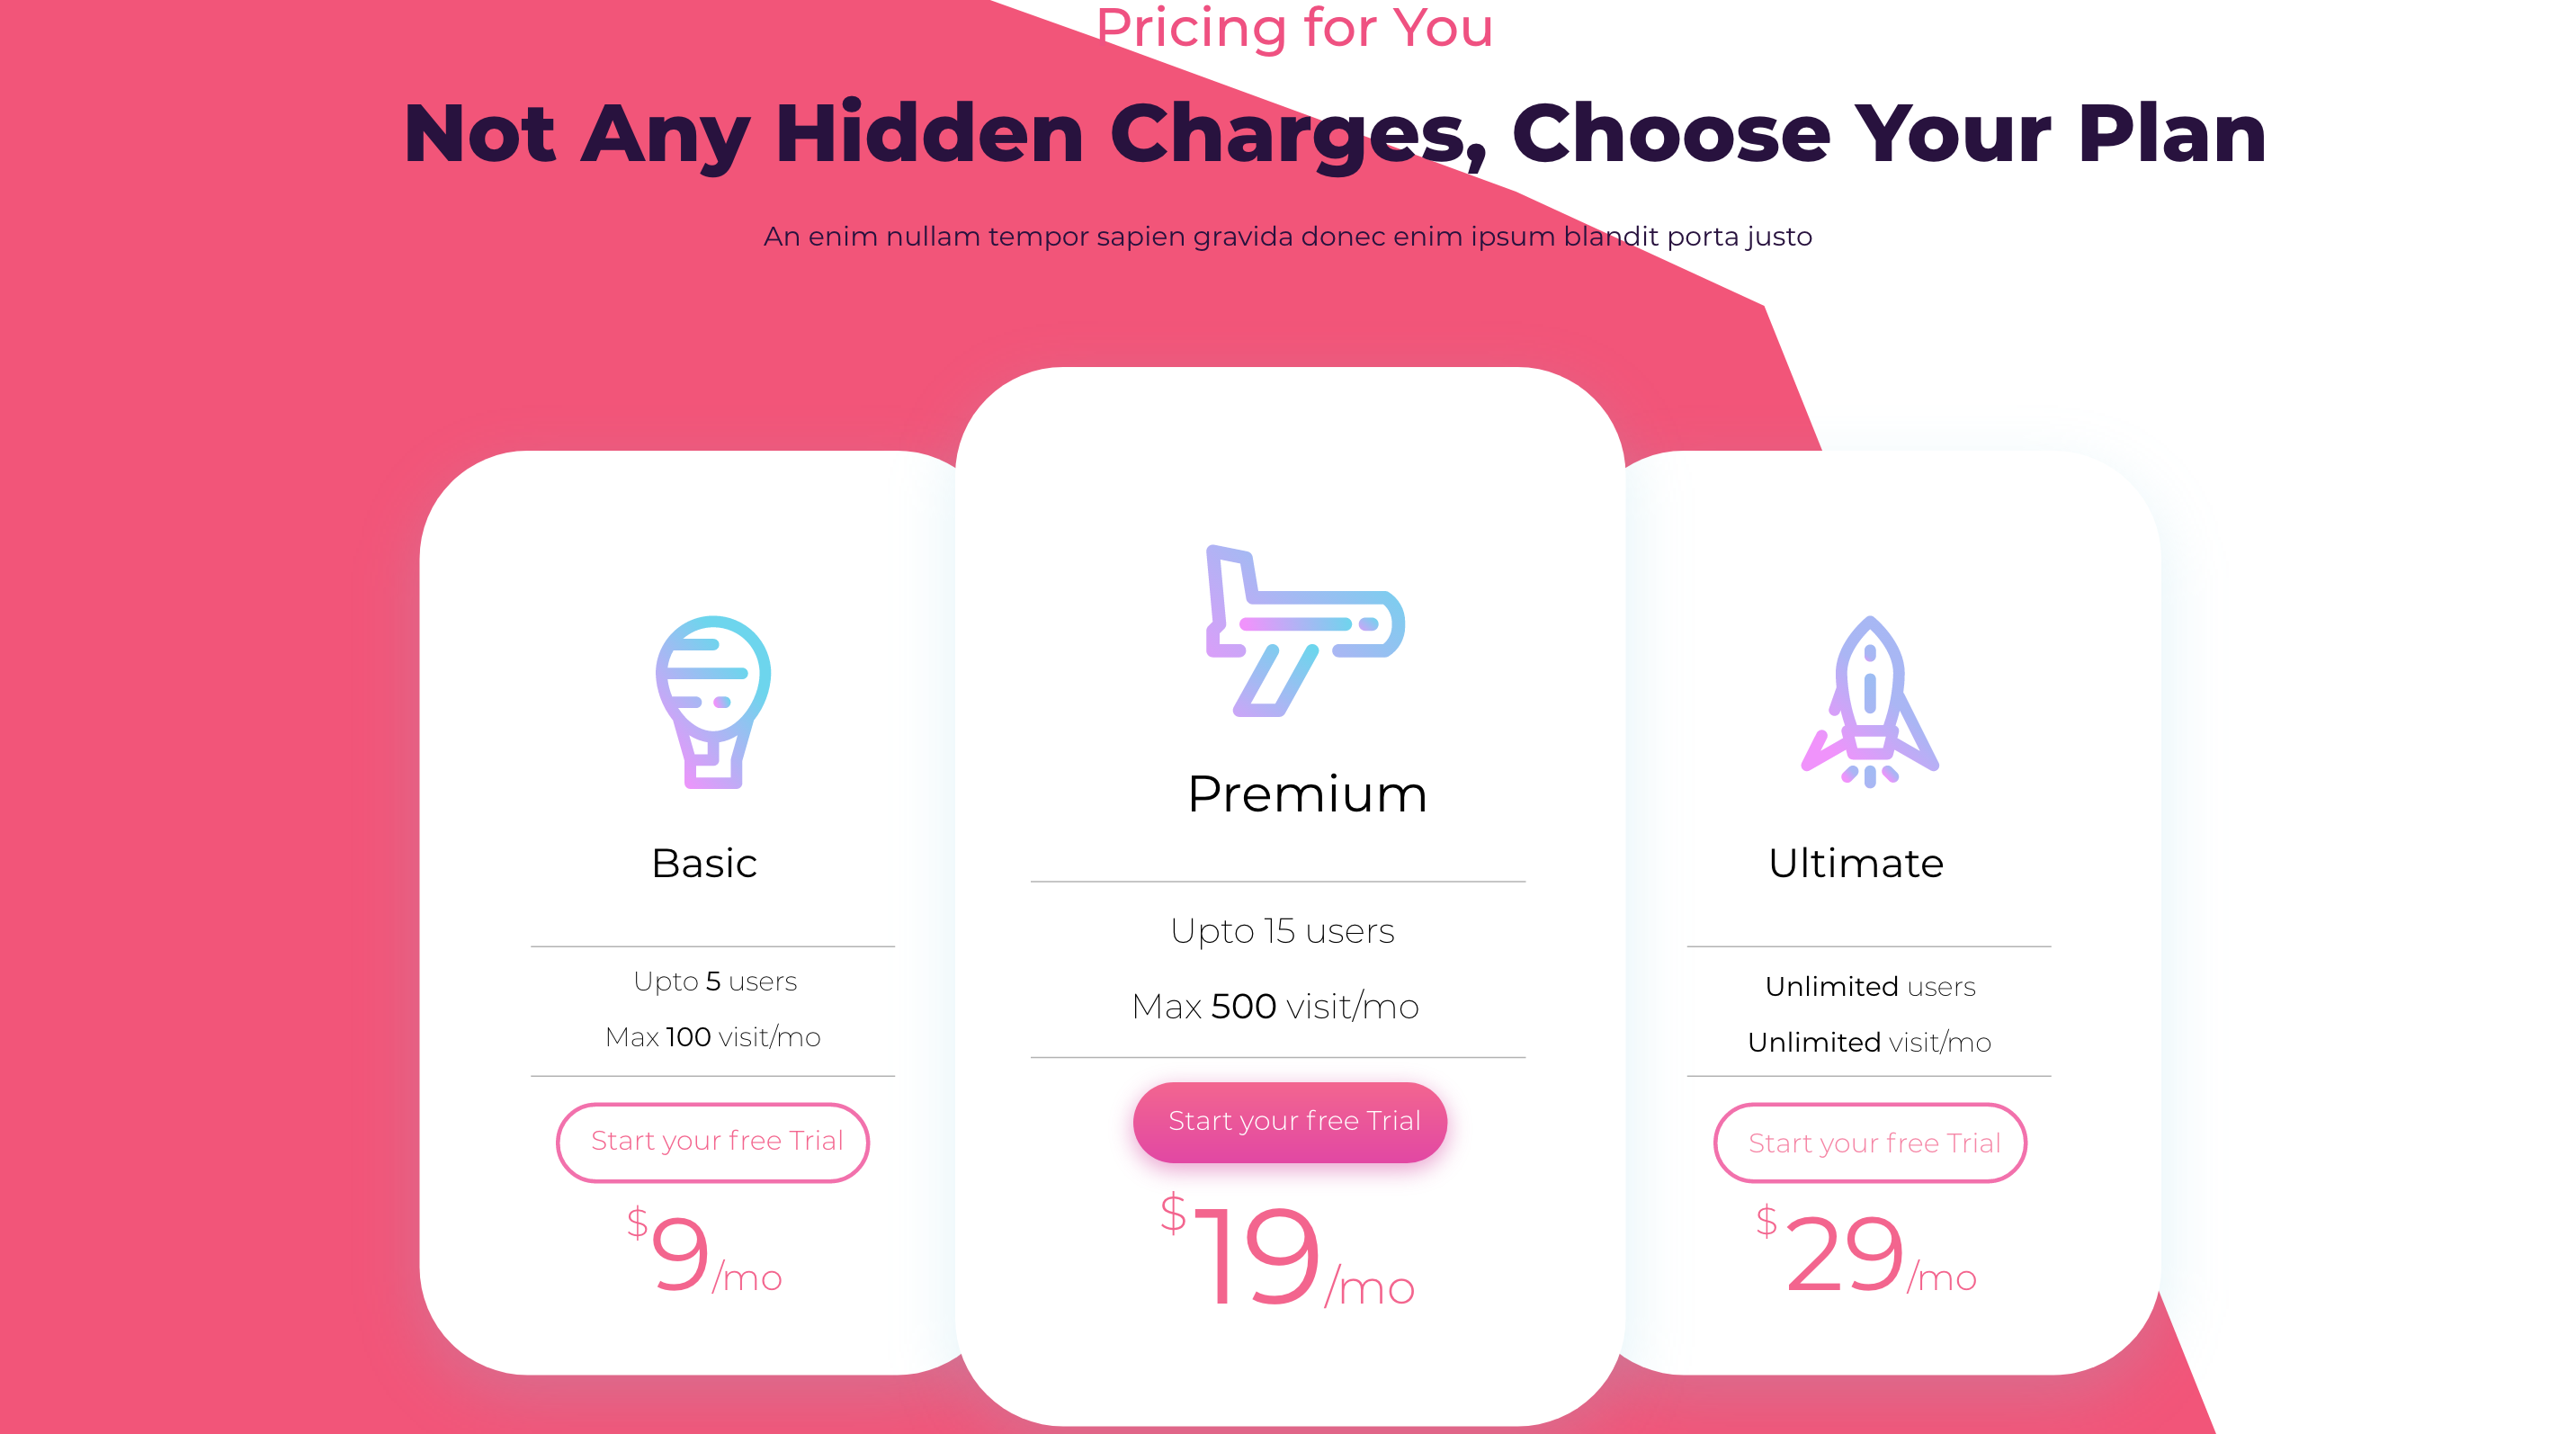 Pricing for You
Not Any Hidden Charges, Choose Your Plan
An enim nullam tempor sapien gravida donec enim ipsum blandit porta justo
Basic
Upto 5 users
Max 100 visit/mo
Start your free Trial
$9/mo
Premium
Upto 15 users
Max 500 visit/mo
Start your free Trial
$19/mo
Ultimate
Unlimited users
Unlimited visit/mo
Start your free Trial
$29/mo